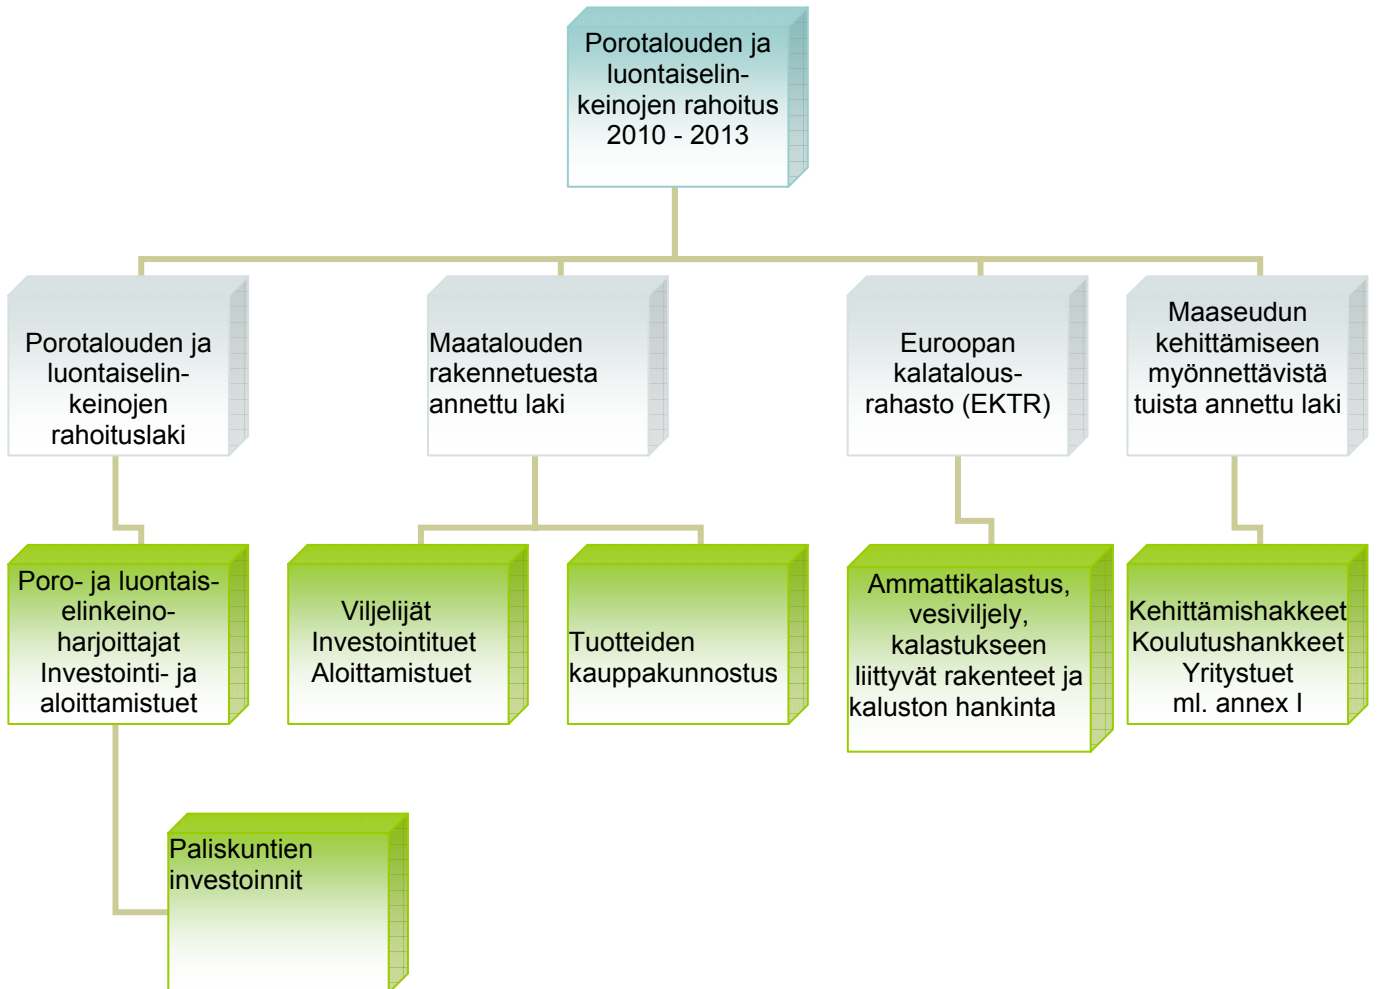 Porotalouden ja
luontaiselin-
keinojen rahoitus
2010 - 2013
Porotalouden ja
luontaiselin-
keinojen
rahoituslaki
Maatalouden
rakennetuesta
annettu laki
Euroopan
kalatalous-
rahasto (EKTR)
Maaseudun
kehittämiseen
myönnettävistä
tuista annettu laki
Poro- ja luontais-
elinkeino-
harjoittajat
Investointi- ja
aloittamistuet
Viljelijät
Investointituet
Aloittamistuet
Tuotteiden
kauppakunnostus
Ammattikalastus,
vesiviljely,
kalastukseen
liittyvät rakenteet ja
kaluston hankinta
Kehittämishakkeet
Koulutushankkeet
Yritystuet
ml. annex I
Paliskuntien
investoinnit